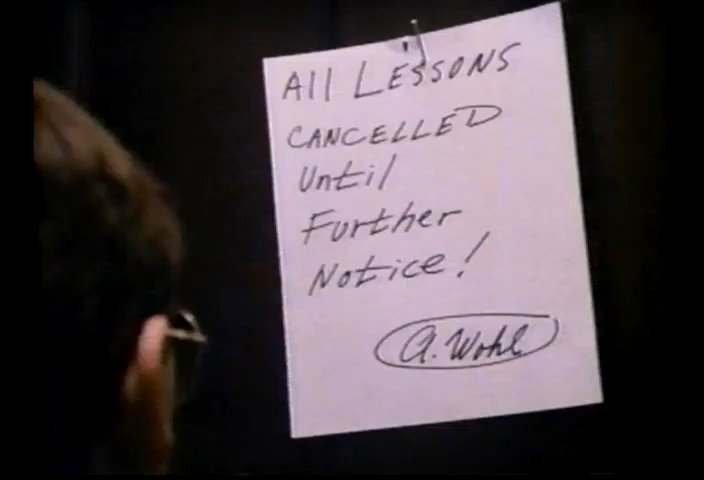 All LESSONS
CANCELLED
Until
Further
Notice!
A. Wohl